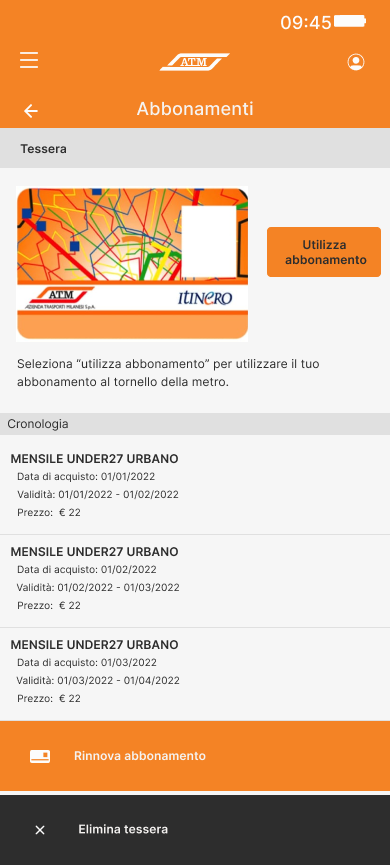 09:45
ATM
Abbonamenti
Tessera
ATM
AZIENDA TRASPORTI MILANESI S.p.A.
ITINERO
Utilizza
abbonamento
Seleziona “utilizza abbonamento” per utilizzare il tuo
abbonamento al tornello della metro.
Cronologia
MENSILE UNDER27 URBANO
Data di acquisto: 01/01/2022
Validità: 01/01/2022 - 01/02/2022
Prezzo: € 22
MENSILE UNDER27 URBANO
Data di acquisto: 01/02/2022
Validità: 01/02/2022 - 01/03/2022
Prezzo: € 22
MENSILE UNDER27 URBANO
Data di acquisto: 01/03/2022
Validità: 01/03/2022 - 01/04/2022
Prezzo: € 22
Rinnova abbonamento
Elimina tessera